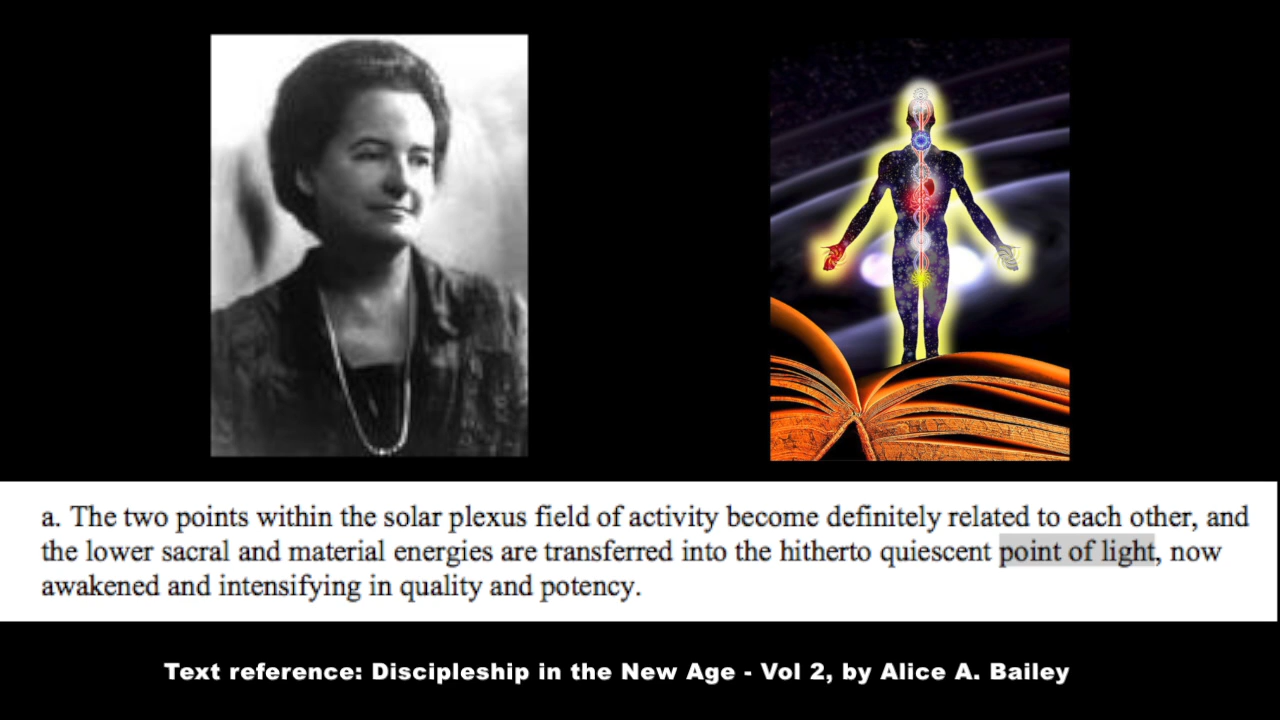 a. The two points within the solar plexus field of activity become definitely related to each other, and
the lower sacral and material energies are transferred into the hitherto quiescent point of light, now
awakened and intensifying in quality and potency.
Text reference: Discipleship in the New Age - Vol 2, by Alice A. Bailey